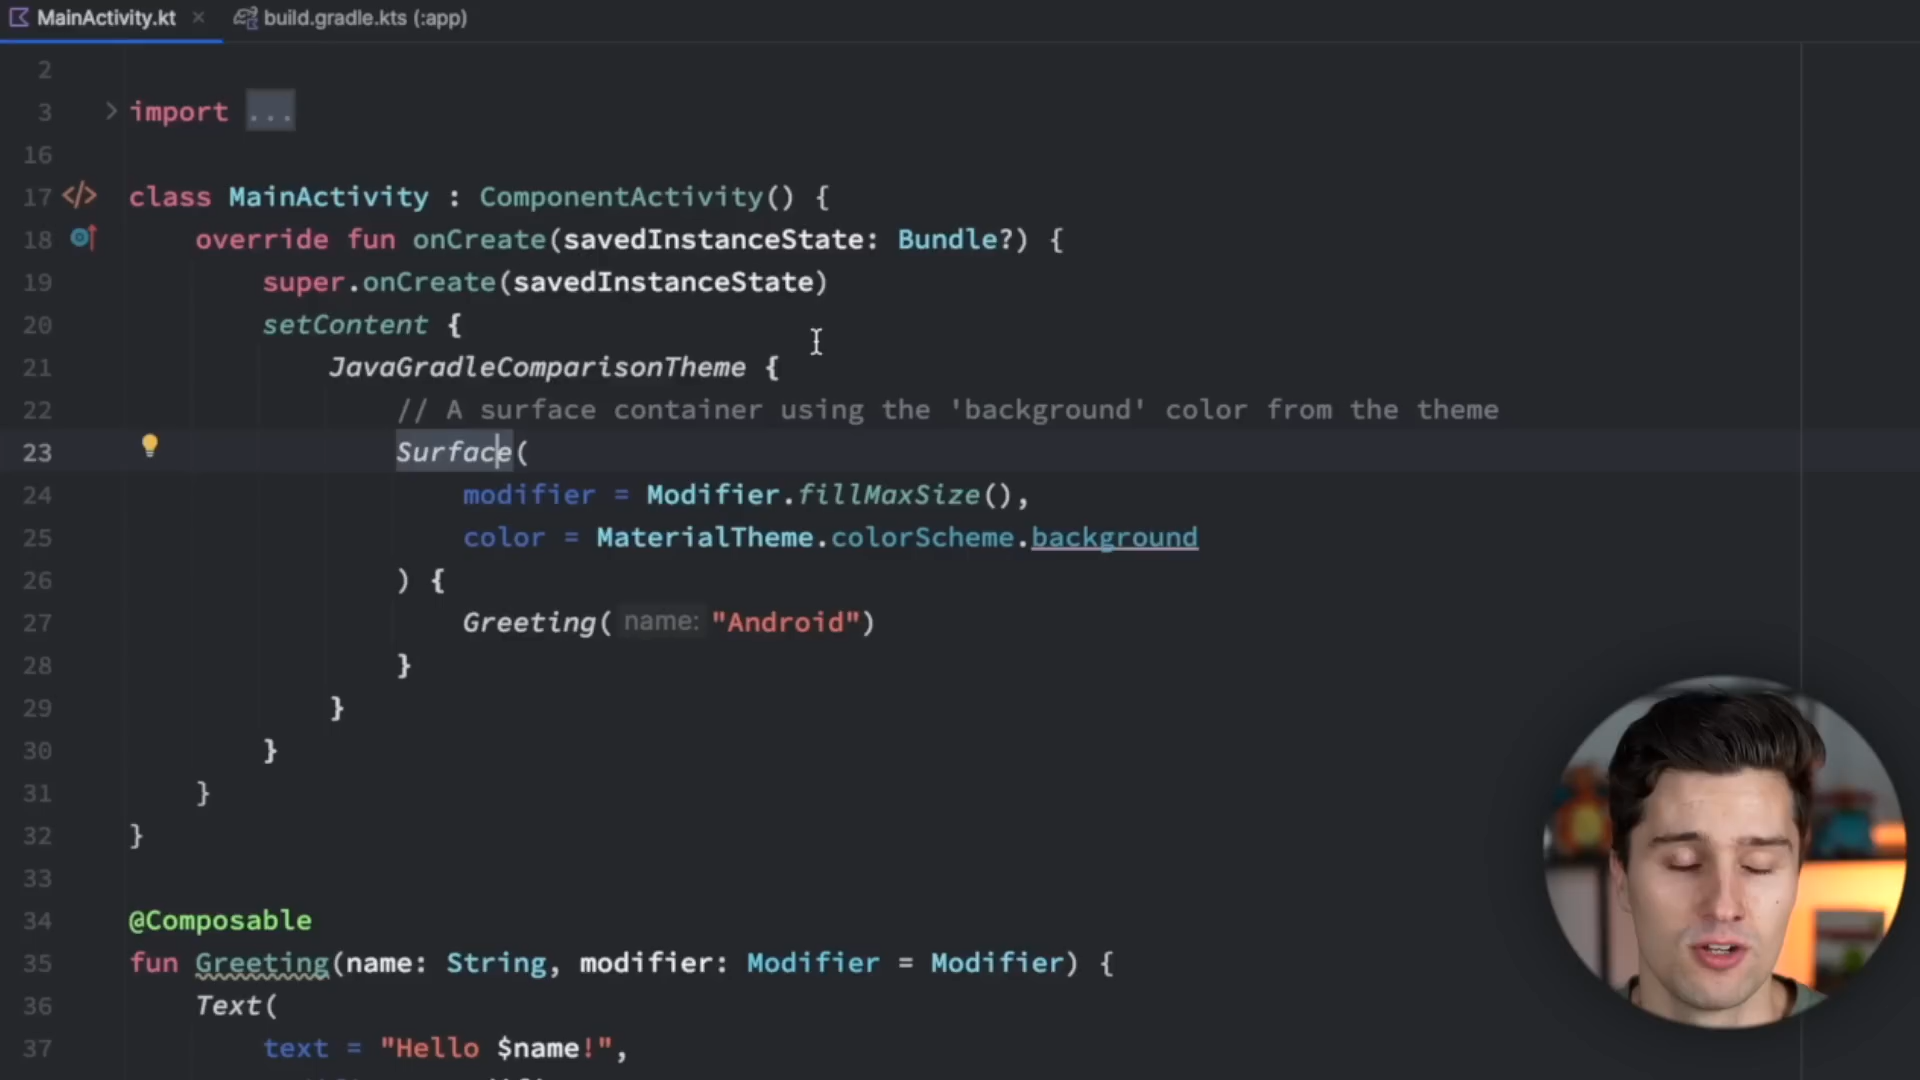 MainActivity.kt × build.gradle.kts (:app)
2
3 import ...
16
17 class MainActivity : ComponentActivity() {
18 override fun onCreate(savedInstanceState: Bundle?) {
19 super.onCreate(savedInstanceState)
20 setContent {
21 JavaGradleComparisonTheme {
22 // A surface container using the 'background' color from the theme
23 Surface(
24 modifier = Modifier.fillMaxSize(),
25 color = MaterialTheme.colorScheme.background
26 ) {
27 Greeting( name: "Android")
28 }
29 }
30 }
31 }
32 }
33
34 @Composable
35 fun Greeting(name: String, modifier: Modifier = Modifier) {
36 Text(
37 text = "Hello $name!",